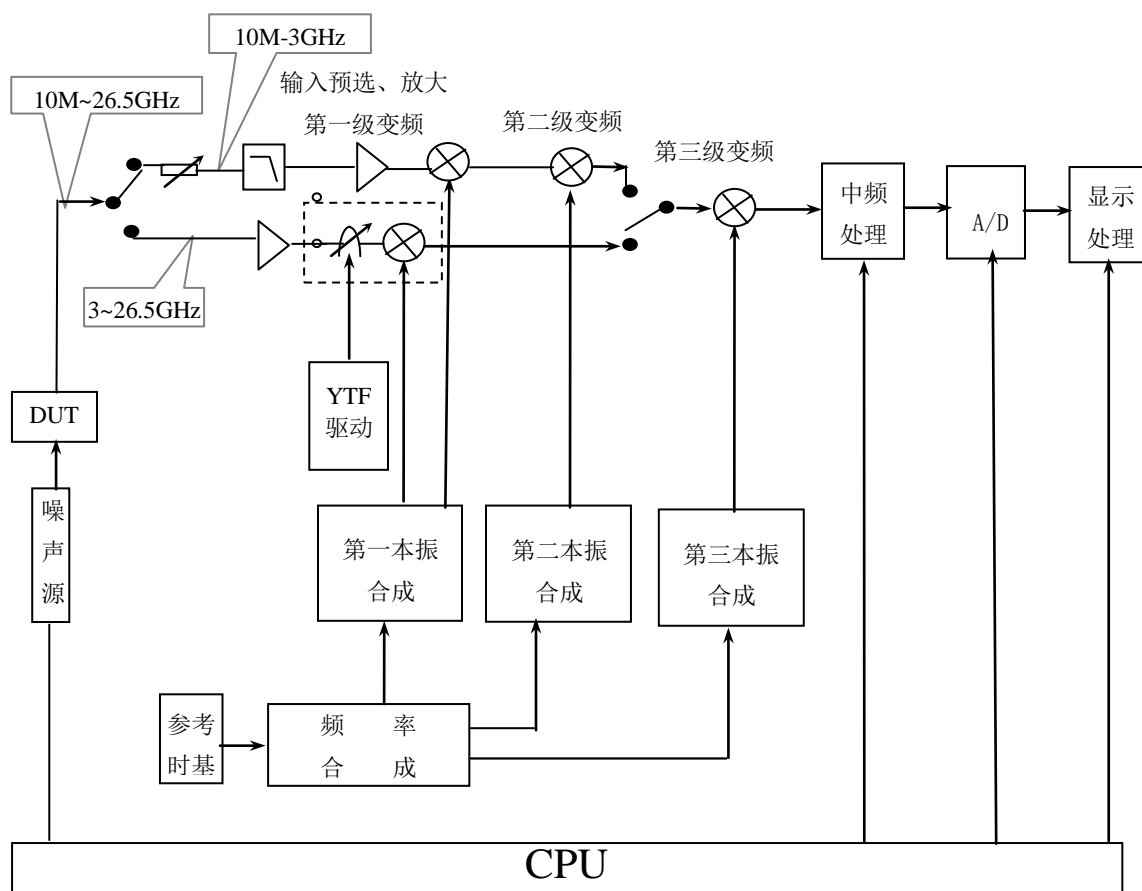 10M-3GHz
10M~26.5GHz
输入预选、放大
第一级变频
第二级变频
第三级变频
中频
处理
A/D
显示
处理
3~26.5GHz
DUT
YTF
驱动
噪
声
源
第一本振
合成
第二本振
合成
第三本振
合成
参考
时基
频 率
合 成
CPU